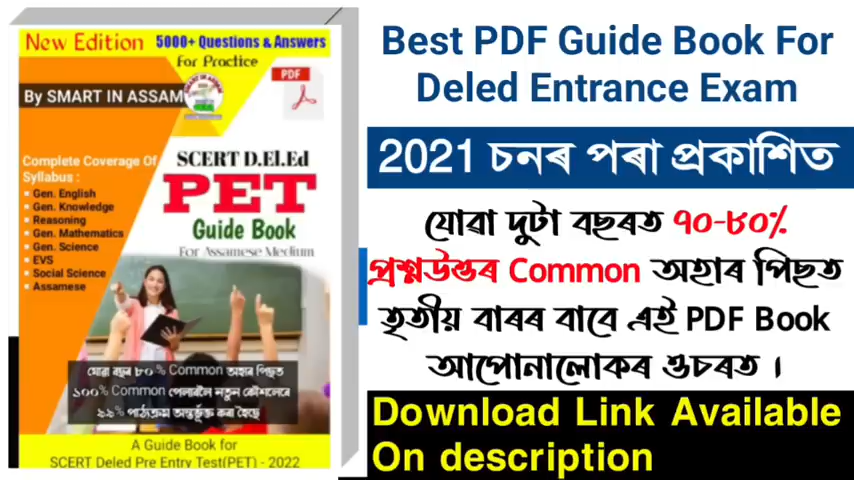 New Edition
5000+ Questions & Answers
For Practice
PDF
By SMART IN ASSAM
Complete Coverage Of
Syllabus :
Gen. English
Gen. Knowledge
Reasoning
Gen. Mathematics
Gen. Science
EVS
Social Science
Assamese
SCERT D.El.Ed
PET
Guide Book
For Assamese Medium
যোৱা বছৰ ৮০% Common অহাৰ পিছত
১০০% Common পেলাবলৈ নতুন কৌশলেৰে
৯৯% পাঠ্যক্ৰম অন্তৰ্ভুক্ত কৰা হৈছে
A Guide Book for
SCERT Deled Pre Entry Test(PET) - 2022
Best PDF Guide Book For
Deled Entrance Exam
2021 চনৰ পৰা প্ৰকাশিত
যোৱা দুটা বছৰত ৭০-৮০%
প্ৰশ্নউত্তৰ Common অহাৰ পিছত
তৃতীয় বাৰৰ বাবে এই PDF Book
আপোনালোকৰ ওচৰত ।
Download Link Available
On description